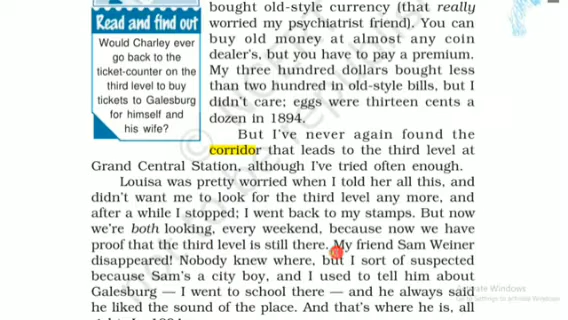 bought old-style currency (that really
Read and find out
worried my psychiatrist friend). You can
buy old money at almost any coin
dealer's, but you have to pay a premium.
My three hundred dollars bought less
than two hundred in old-style bills, but I
didn't care; eggs were thirteen cents a
dozen in 1894.
Would Charley ever
go back to the
ticket-counter on the
third level to buy
tickets to Galesburg
for himself and
his wife?
But I've never again found the
corridor that leads to the third level at
Grand Central Station, although I've tried often enough.
Louisa was pretty worried when I told her all this, and
didn't want me to look for the third level any more, and
after a while I stopped; I went back to my stamps. But now
we're both looking, every weekend, because now we have
proof that the third level is still there. My friend Sam Weiner
disappeared! Nobody knew where, but I sort of suspected
because Sam's a city boy, and I used to tell him about
Galesburg — I went to school there — and he always said
he liked the sound of the place. And that's where he is, all
Activate Windows
Go to Settings to activate Windows